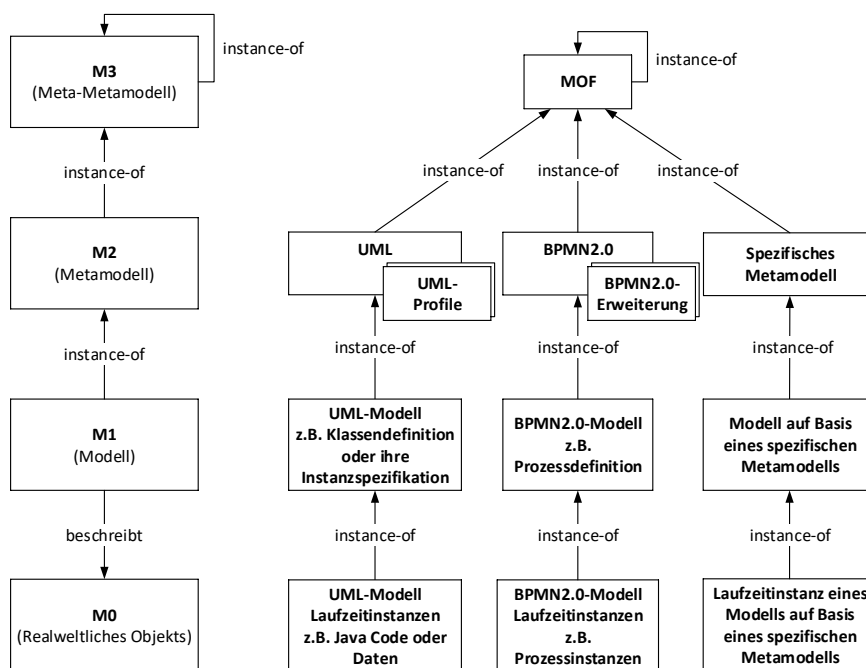 instance-of
M3
(Meta-Metamodell)
instance-of
M2
(Metamodell)
instance-of
M1
(Modell)
beschreibt
M0
(Realweltliches Objekts)
MOF
instance-of
instance-of
instance-of
instance-of
UML
UML-
Profile
BPMN2.0
BPMN2.0-
Erweiterung
Spezifisches
Metamodell
instance-of
instance-of
instance-of
UML-Modell
z.B. Klassendefinition
oder ihre
Instanzspezifikation
BPMN2.0-Modell
z.B.
Prozessdefinition
Modell auf Basis
eines spezifischen
Metamodells
instance-of
instance-of
instance-of
UML-Modell
Laufzeitinstanzen
z.B. Java Code oder
Daten
BPMN2.0-Modell
Laufzeitinstanzen
z.B.
Prozessinstanzen
Laufzeitinstanz eines
Modells auf Basis
eines spezifischen
Metamodells